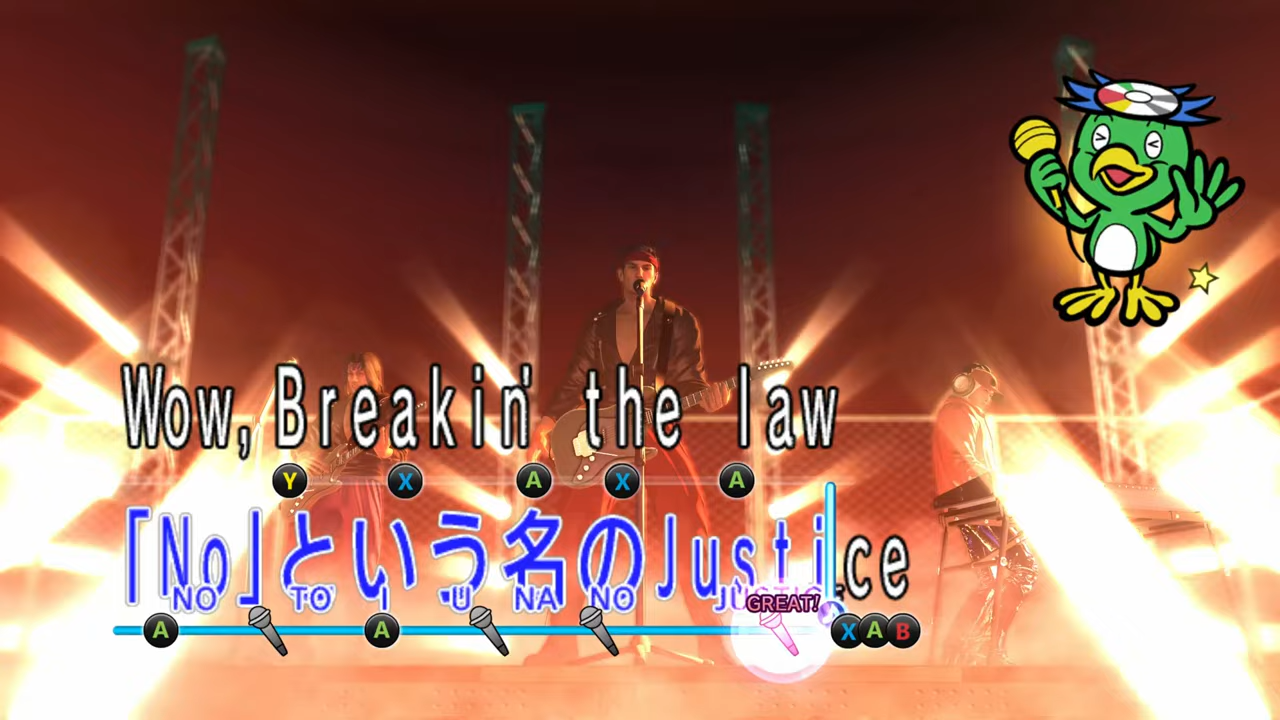 Wow, Breakin' the law
Y X A X A
「No」という名のJustice
NO TO I U NA NO JUSTICE
GREAT!
A A X A B